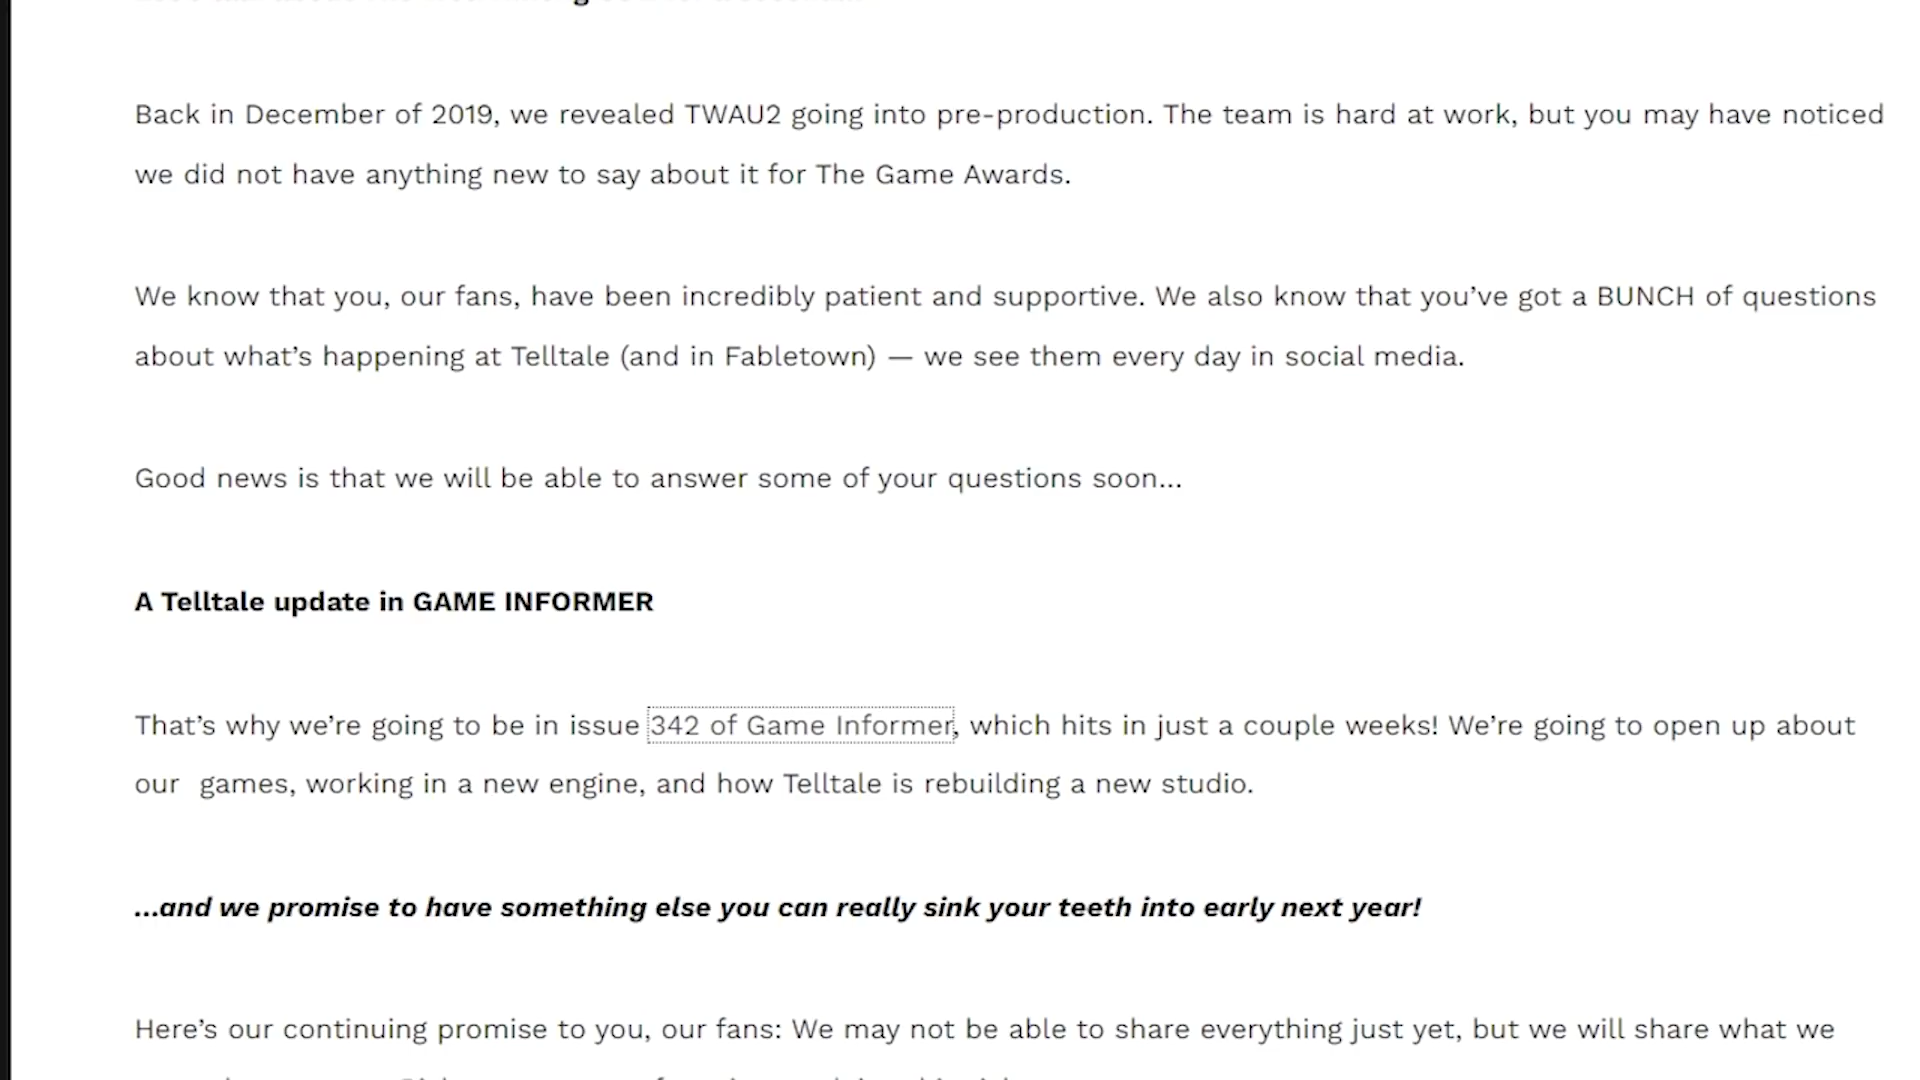 Back in December of 2019, we revealed TWAU2 going into pre-production. The team is hard at work, but you may have noticed
we did not have anything new to say about it for The Game Awards.
We know that you, our fans, have been incredibly patient and supportive. We also know that you’ve got a BUNCH of questions
about what’s happening at Telltale (and in Fabletown) — we see them every day in social media.
Good news is that we will be able to answer some of your questions soon…
A Telltale update in GAME INFORMER
That’s why we’re going to be in issue 342 of Game Informer, which hits in just a couple weeks! We’re going to open up about
our  games, working in a new engine, and how Telltale is rebuilding a new studio.
…and we promise to have something else you can really sink your teeth into early next year!
Here’s our continuing promise to you, our fans: We may not be able to share everything just yet, but we will share what we